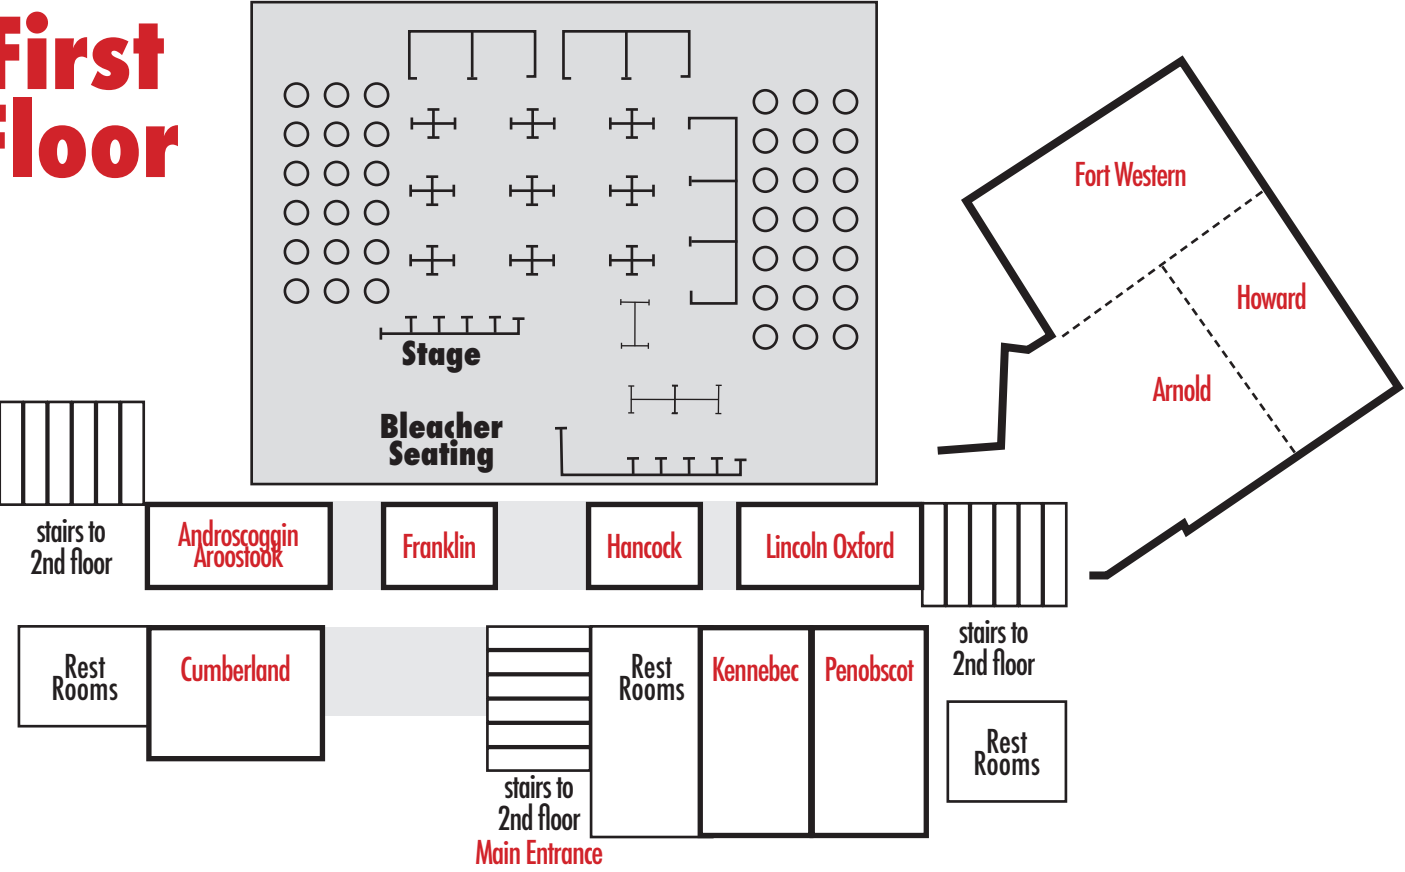 First
Floor
Fort Western
Howard
Arnold
Stage
Bleacher
Seating
stairs to
2nd floor
Androscoggin
Aroostook
Franklin
Hancock
Lincoln Oxford
stairs to
2nd floor
Rest
Rooms
Cumberland
Rest
Rooms
Kennebec
Penobscot
Rest
Rooms
stairs to
2nd floor
Main Entrance